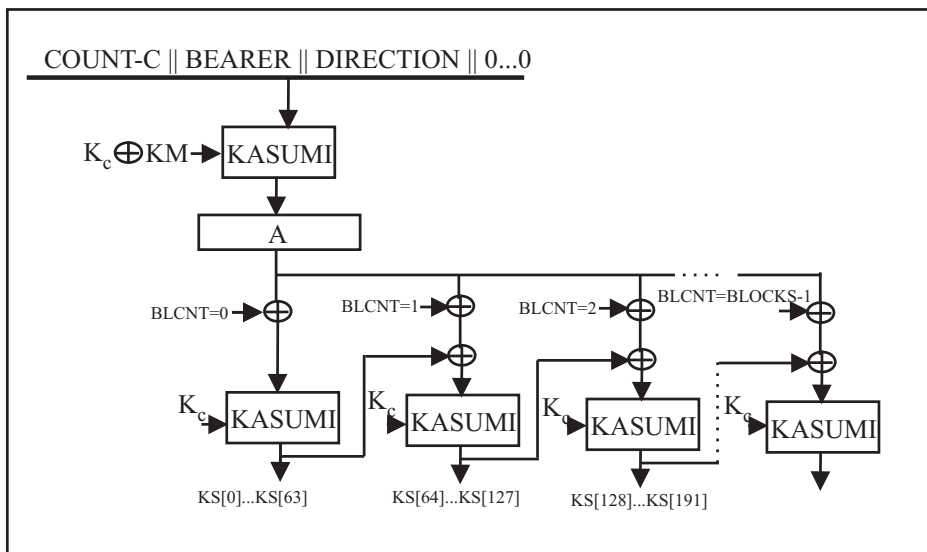 COUNT-C || BEARER || DIRECTION || 0...0
Kc ⊕ KM KASUMI
A
BLCNT=0 BLCNT=1 BLCNT=2 BLCNT=BLOCKS-1
Kc KASUMI Kc KASUMI Kc KASUMI Kc KASUMI
KS[0]...KS[63] KS[64]...KS[127] KS[128]...KS[191]